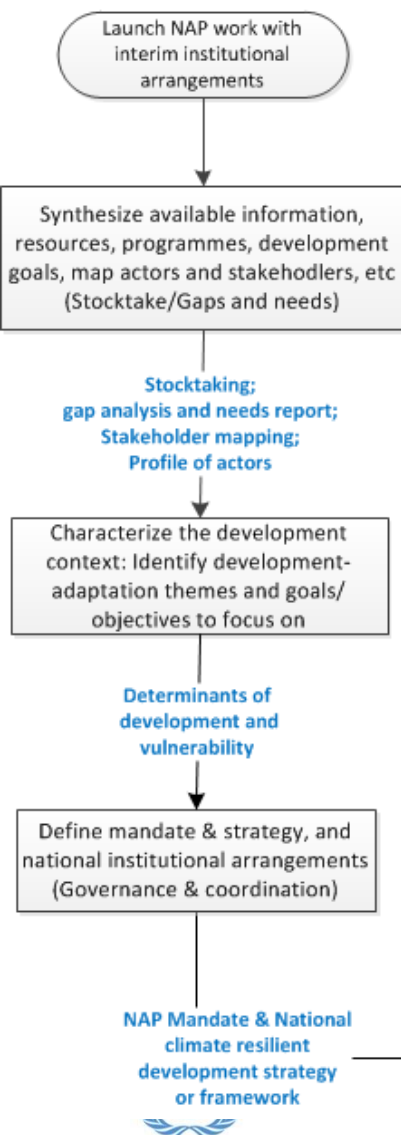 Launch NAP work with
interim institutional
arrangements
Synthesize available information,
resources, programmes, development
goals, map actors and stakehodlers, etc
(Stocktake/Gaps and needs)
Stocktaking;
gap analysis and needs report;
Stakeholder mapping;
Profile of actors
Characterize the development
context: Identify development-
adaptation themes and goals/
objectives to focus on
Determinants of
development and
vulnerability
Define mandate & strategy, and
national institutional arrangements
(Governance & coordination)
NAP Mandate & National
climate resilient
development strategy
or framework